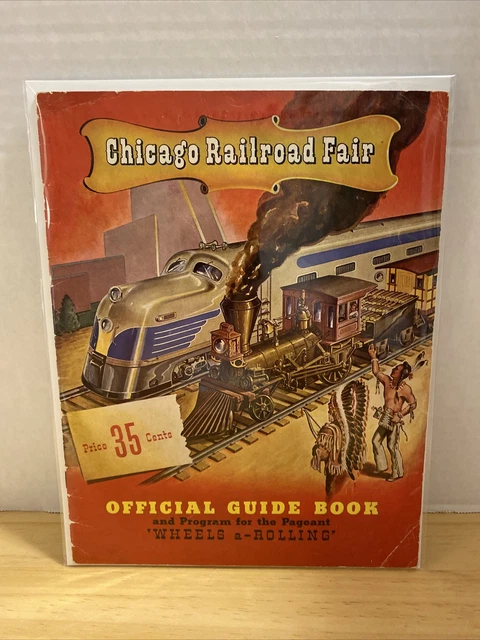 Chicago Railroad Fair
Price 35 Cents
OFFICIAL GUIDE BOOK
and Program for the Pageant
"WHEELS a-ROLLING"